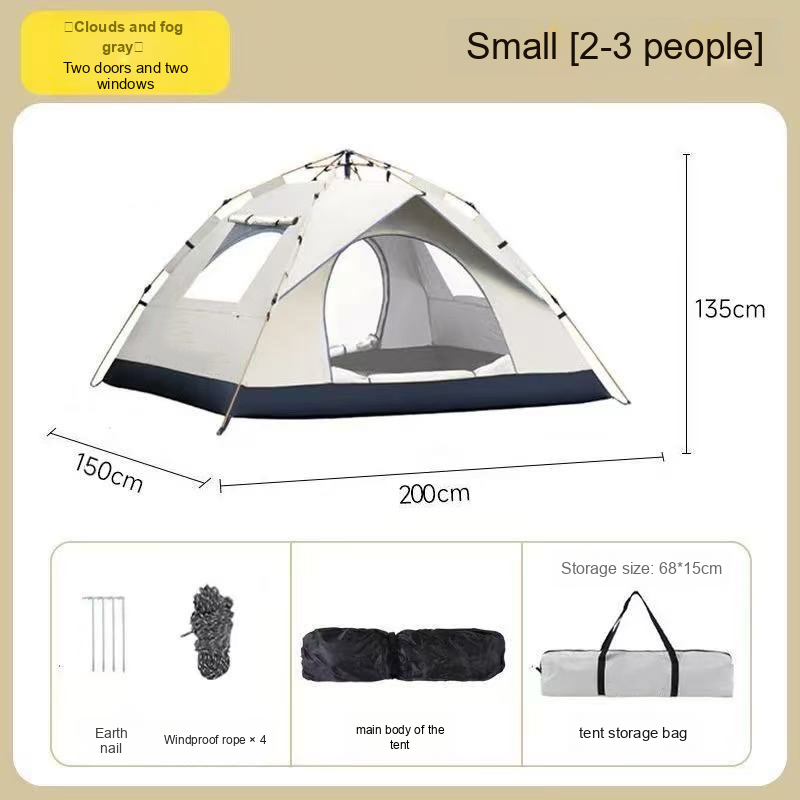 Clouds and fog
gray
Two doors and two
windows
Small [2-3 people]
135cm
150cm
200cm
Storage size: 68*15cm
Earth
nail
Windproof rope × 4
main body of the
tent
tent storage bag